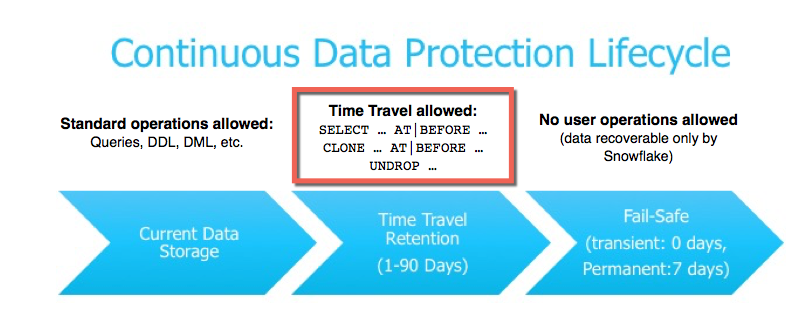 Continuous Data Protection Lifecycle
Standard operations allowed:
Queries, DDL, DML, etc.
Time Travel allowed:
SELECT … AT|BEFORE …
CLONE … AT|BEFORE …
UNDROP …
No user operations allowed
(data recoverable only by
Snowflake)
Current Data
Storage
Time Travel
Retention
(1-90 Days)
Fail-Safe
(transient: 0 days,
Permanent:7 days)